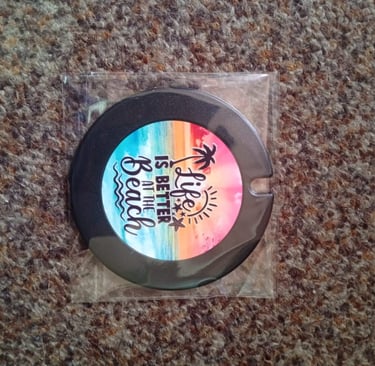 Life
IS BETTER
AT THE
Beach